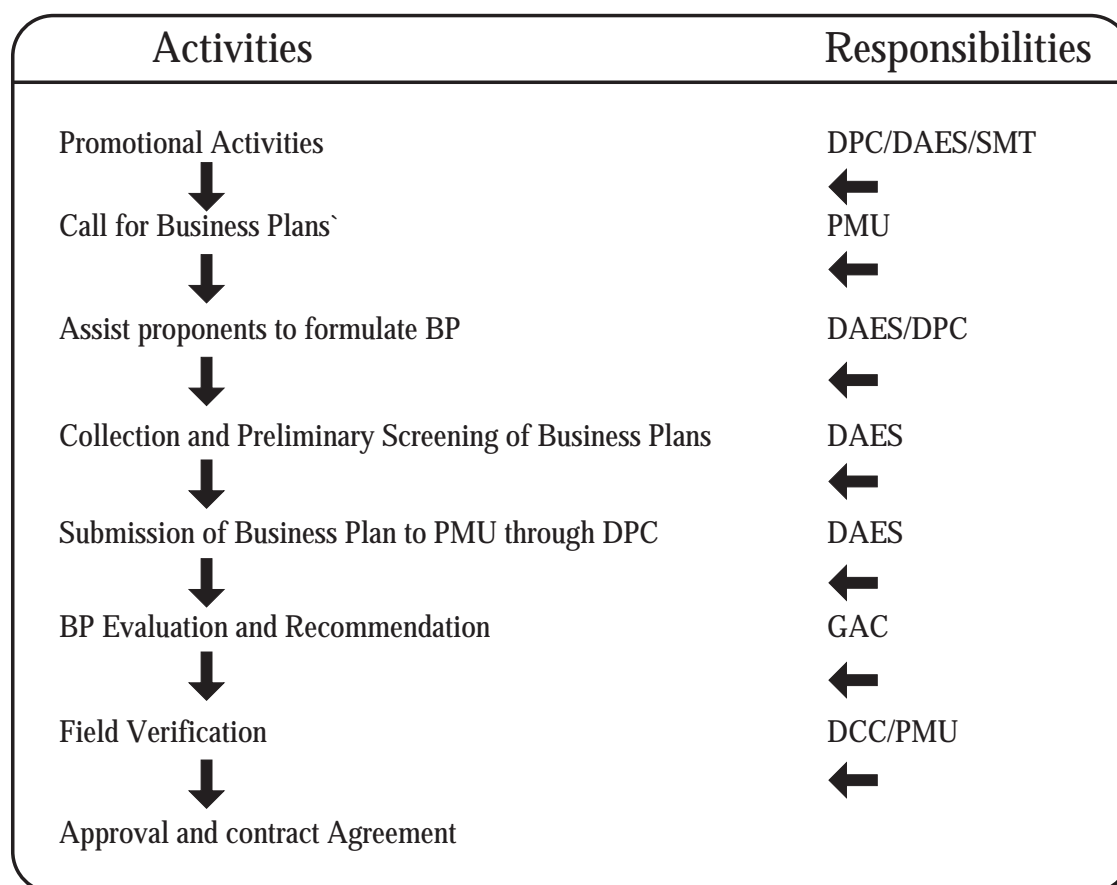 Activities Responsibilities
Promotional Activities DPC/DAES/SMT
Call for Business Plans` PMU
Assist proponents to formulate BP DAES/DPC
Collection and Preliminary Screening of Business Plans DAES
Submission of Business Plan to PMU through DPC DAES
BP Evaluation and Recommendation GAC
Field Verification DCC/PMU
Approval and contract Agreement